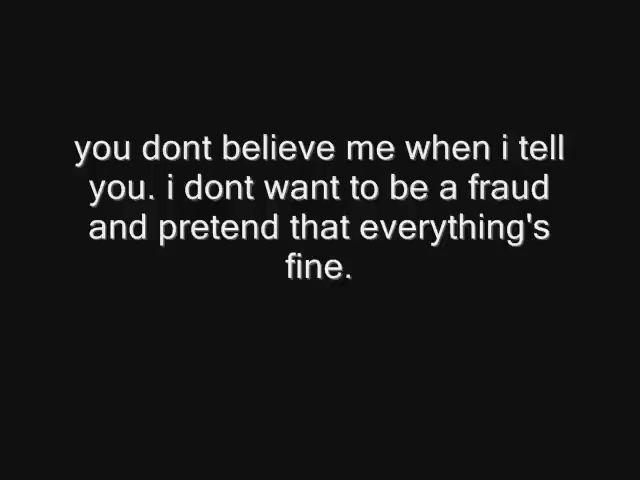 you dont believe me when i tell
you. i dont want to be a fraud
and pretend that everything's
fine.